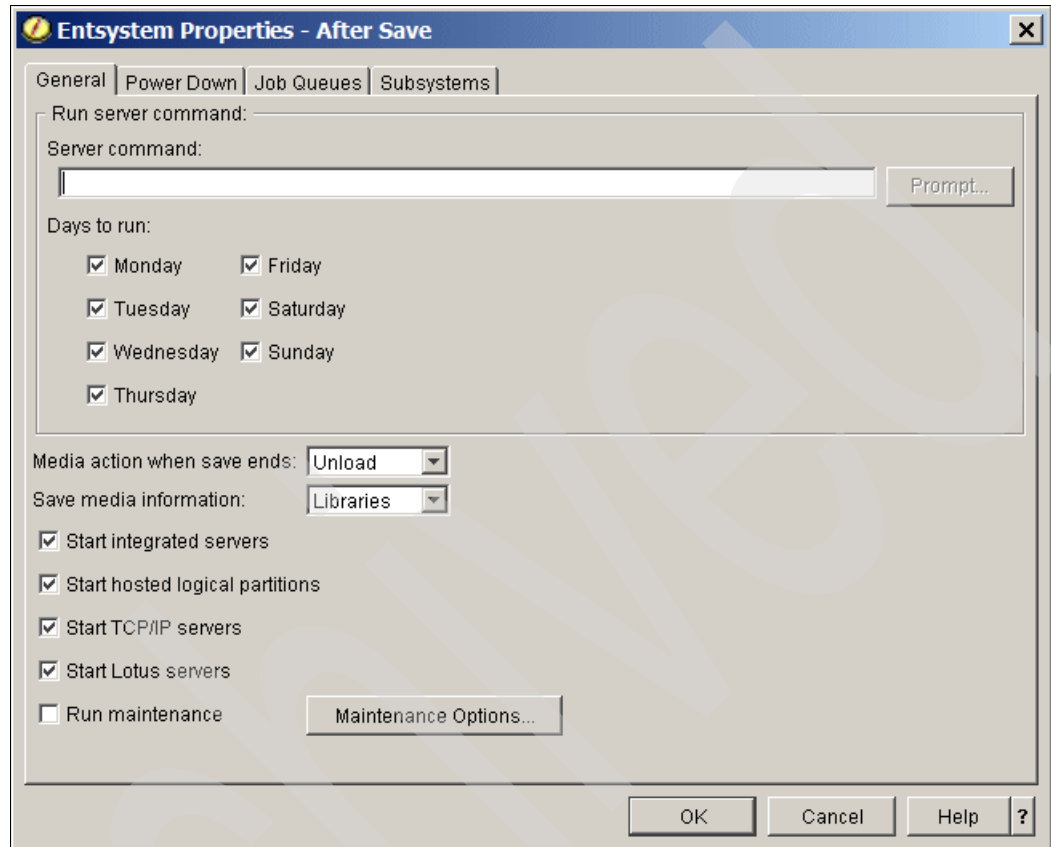 Entsystem Properties - After Save
General Power Down Job Queues Subsystems
Run server command:
Server command:
Prompt...
Days to run:
Monday Friday
Tuesday Saturday
Wednesday Sunday
Thursday
Media action when save ends: Unload
Save media information: Libraries
Start integrated servers
Start hosted logical partitions
Start TCP/IP servers
Start Lotus servers
Run maintenance Maintenance Options...
OK Cancel Help ?